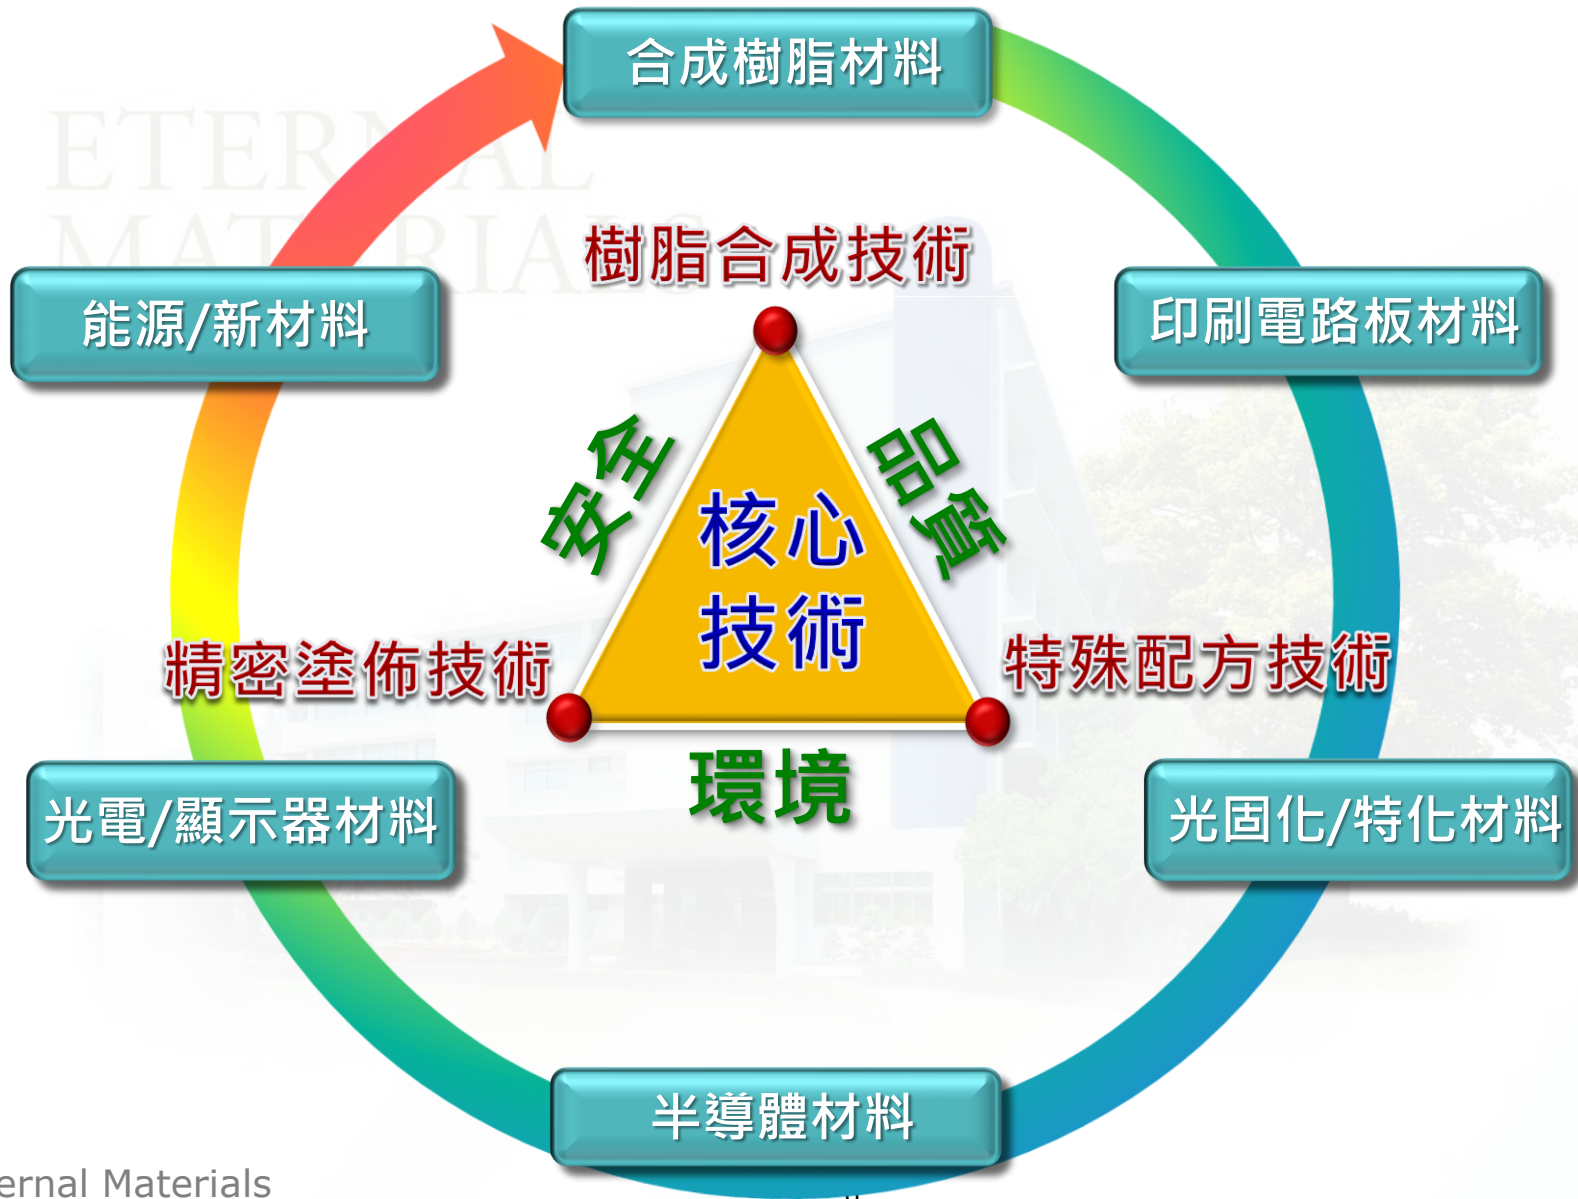 合成樹脂材料
ETERNAL
MATERIALS
樹脂合成技術
能源/新材料
印刷電路板材料
安全
品質
核心
技術
精密塗佈技術
特殊配方技術
環境
光電/顯示器材料
光固化/特化材料
半導體材料
ernal Materials